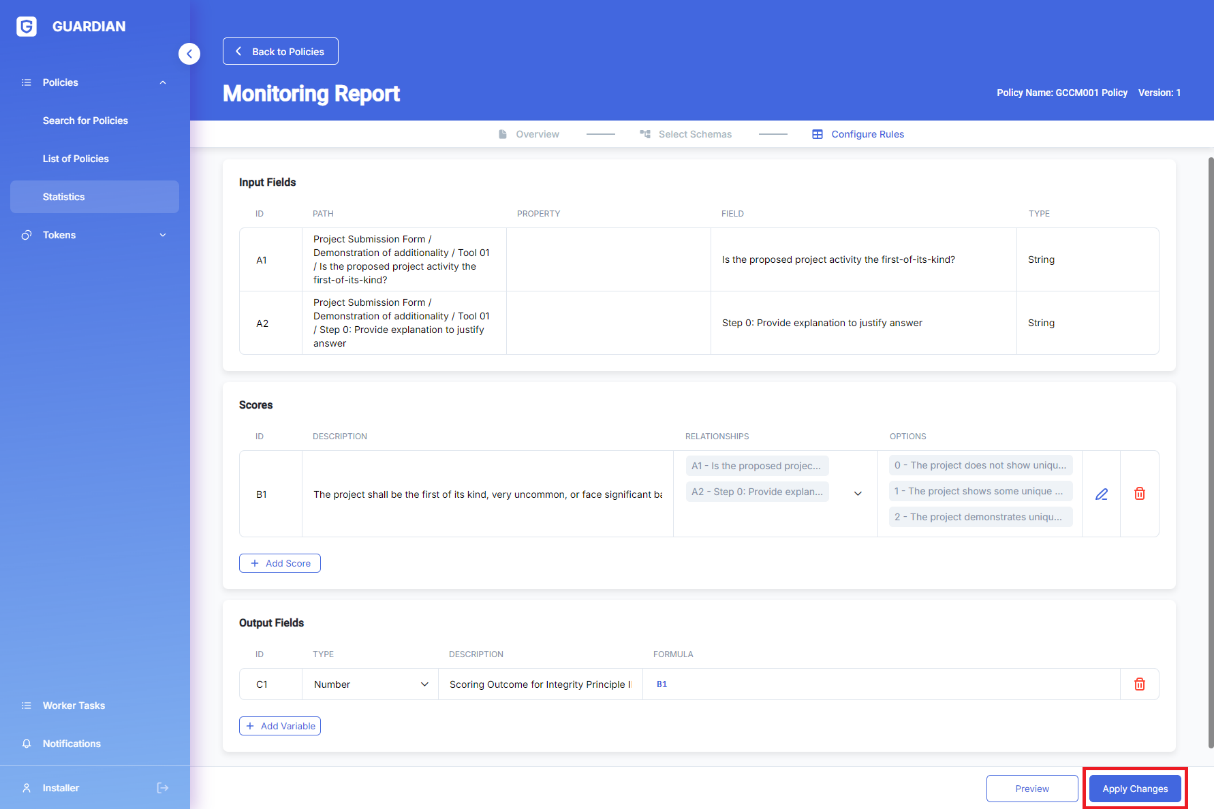 GUARDIAN
Policies
Search for Policies
List of Policies
Statistics
Tokens
Worker Tasks
Notifications
Installer
Back to Policies
Monitoring Report
Policy Name: GCCM001 Policy Version: 1
Overview
Select Schemas
Configure Rules
Input Fields
ID PATH PROPERTY FIELD TYPE
A1
Project Submission Form /
Demonstration of additionality / Tool 01
/ Is the proposed project activity the
first-of-its-kind?
Is the proposed project activity the first-of-its-kind?
String
A2
Project Submission Form /
Demonstration of additionality / Tool 01
/ Step 0: Provide explanation to justify
answer
Step 0: Provide explanation to justify answer
String
Scores
ID DESCRIPTION RELATIONSHIPS OPTIONS
B1
The project shall be the first of its kind, very uncommon, or face significant ba
A1 - Is the proposed projec...
A2 - Step 0: Provide explan...
0 - The project does not show uniqu...
1 - The project shows some unique ...
2 - The project demonstrates uniqu...
+ Add Score
Output Fields
ID TYPE DESCRIPTION FORMULA
C1 Number Scoring Outcome for Integrity Principle II B1
+ Add Variable
Preview
Apply Changes